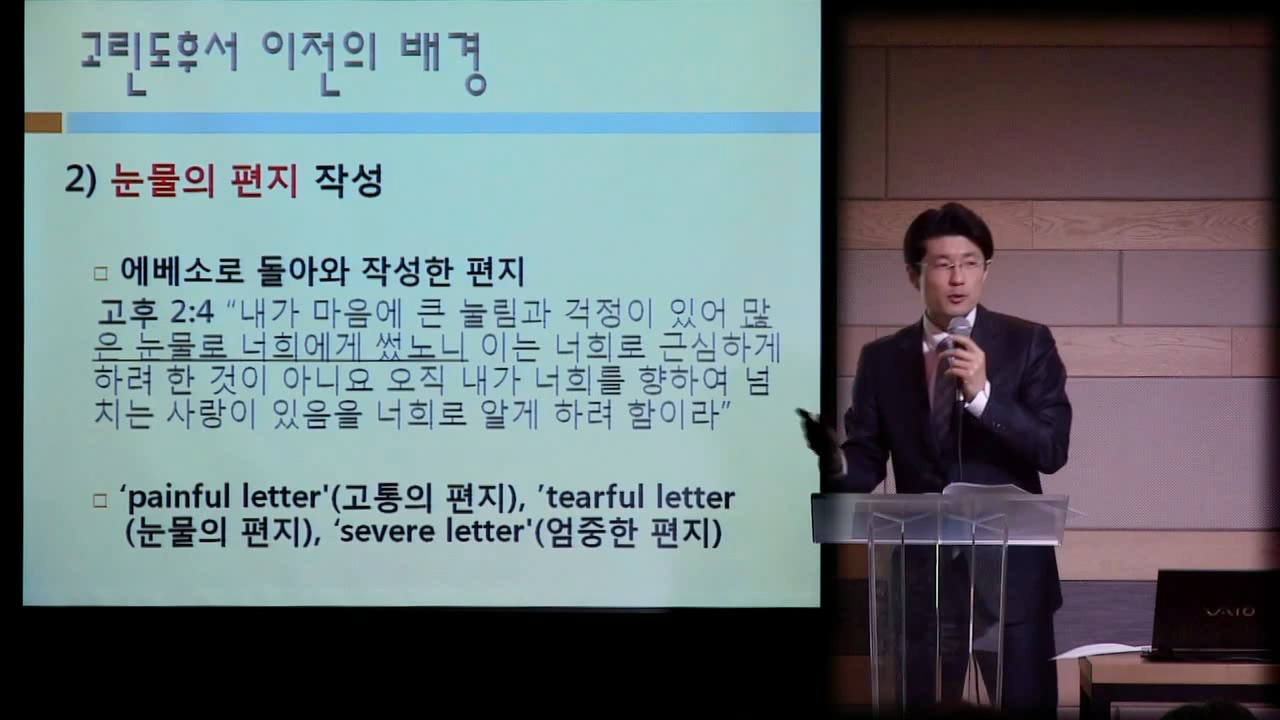 고린도후서 이전의 배경
2) 눈물의 편지 작성
에베소로 돌아와 작성한 편지
고후 2:4 “내가 마음에 큰 눌림과 걱정이 있어 많
은 눈물로 너희에게 썼노니 이는 너희로 근심하게
하려 한 것이 아니요 오직 내가 너희를 향하여 넘
치는 사랑이 있음을 너희로 알게 하려 함이라”
‘painful letter'(고통의 편지), ’tearful letter
(눈물의 편지), ‘severe letter'(엄중한 편지)
VAIO